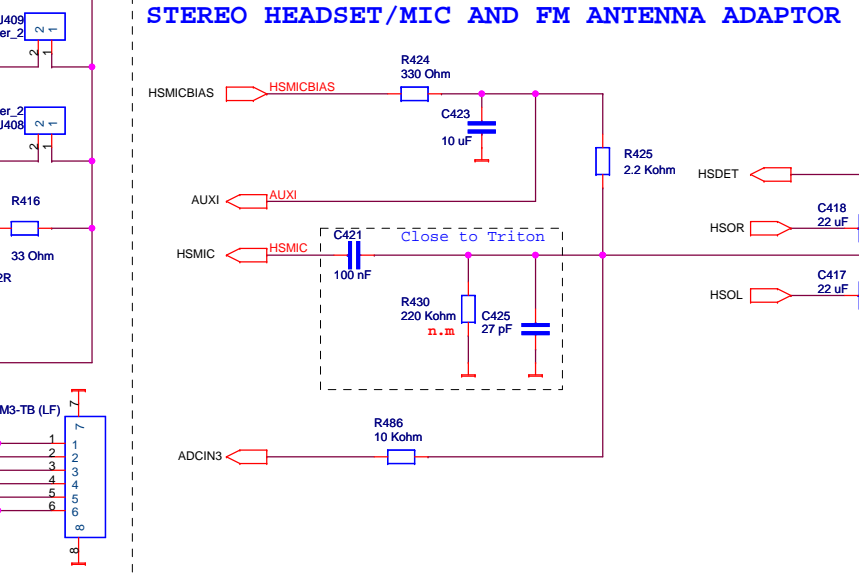 STEREO HEADSET/MIC AND FM ANTENNA ADAPTOR
J409
er_2
2 1
2 1
er_2
J408
2 1
2 1
R416
33 Ohm
2R
M3-TB (LF)
7
7
1 1
2 2
3 3
4 4
5 5
6 6
8
8
HSMICBIAS
HSMICBIAS
R424
330 Ohm
C423
10 uF
R425
2.2 Kohm
AUXI
AUXI
HSMIC
HSMIC
C421
100 nF
Close to Triton
R430
220 Kohm
n.m
C425
27 pF
R486
10 Kohm
ADCIN3
HSDET
HSOR
C418
22 uF
HSOL
C417
22 uF